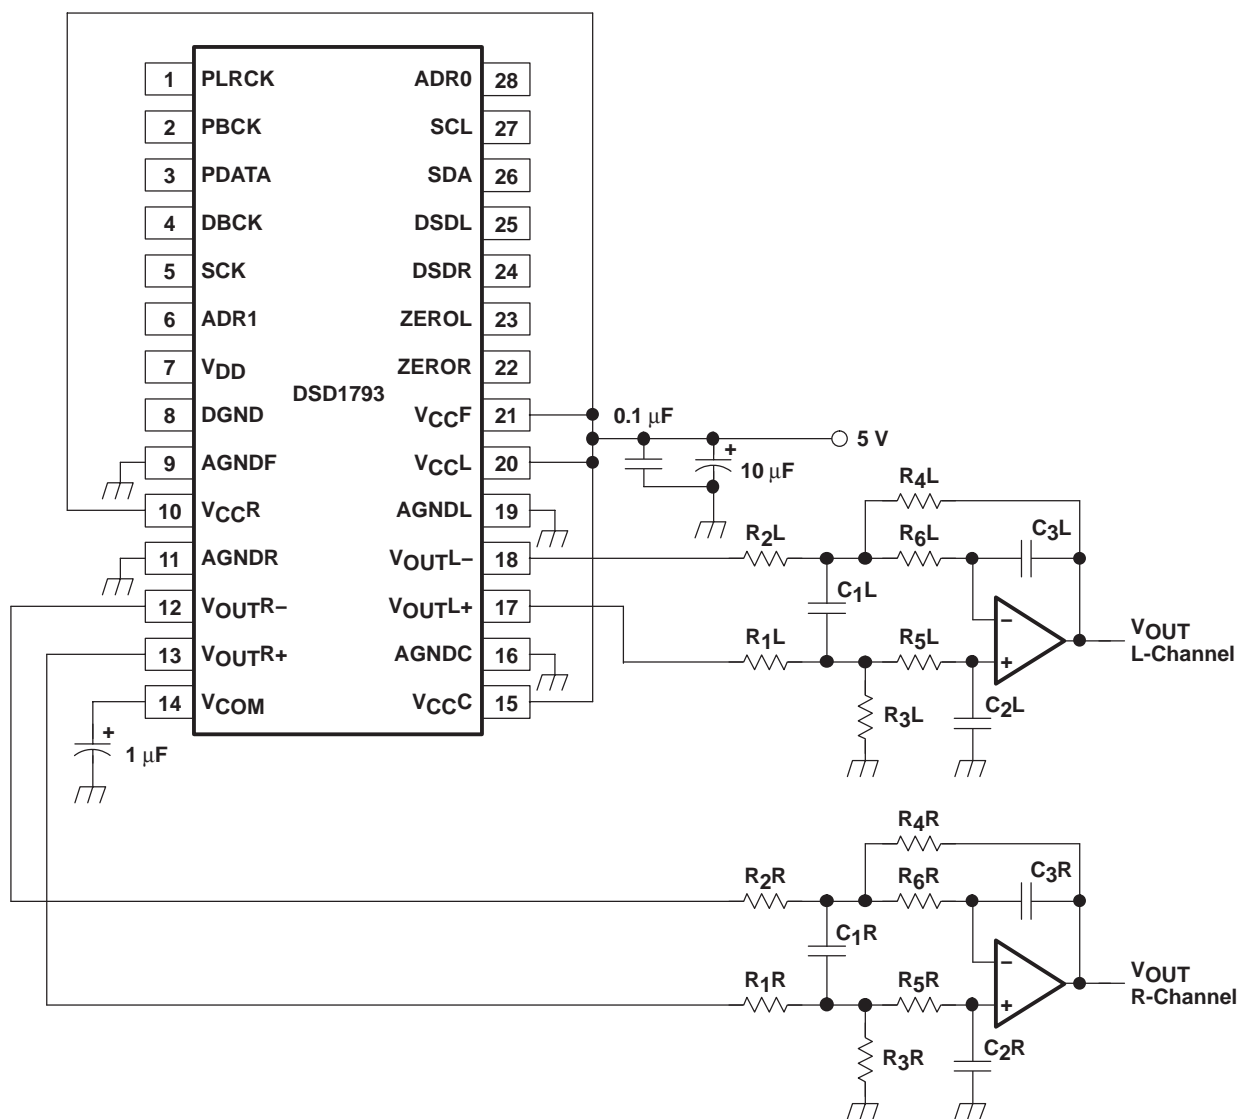 1 PLRCK ADR0 28
2 PBCK SCL 27
3 PDATA SDA 26
4 DBCK DSDL 25
5 SCK DSDR 24
6 ADR1 ZEROL 23
7 VDD ZEROR 22
DSD1793
8 DGND VCCF 21
0.1 μF
5 V
9 AGNDF VCCL 20
+
10 μF
10 VCCR AGNDL 19
11 AGNDR VOUTL– 18
12 VOUTR– VOUTL+ 17
13 VOUTR+ AGNDC 16
14 VCOM VCCC 15
+
1 μF
R4L
R2L R6L C3L
C1L
–
R1L R5L +
VOUT
L-Channel
R3L C2L
R4R
R2R R6R C3R
C1R
–
R1R R5R +
VOUT
R-Channel
R3R C2R